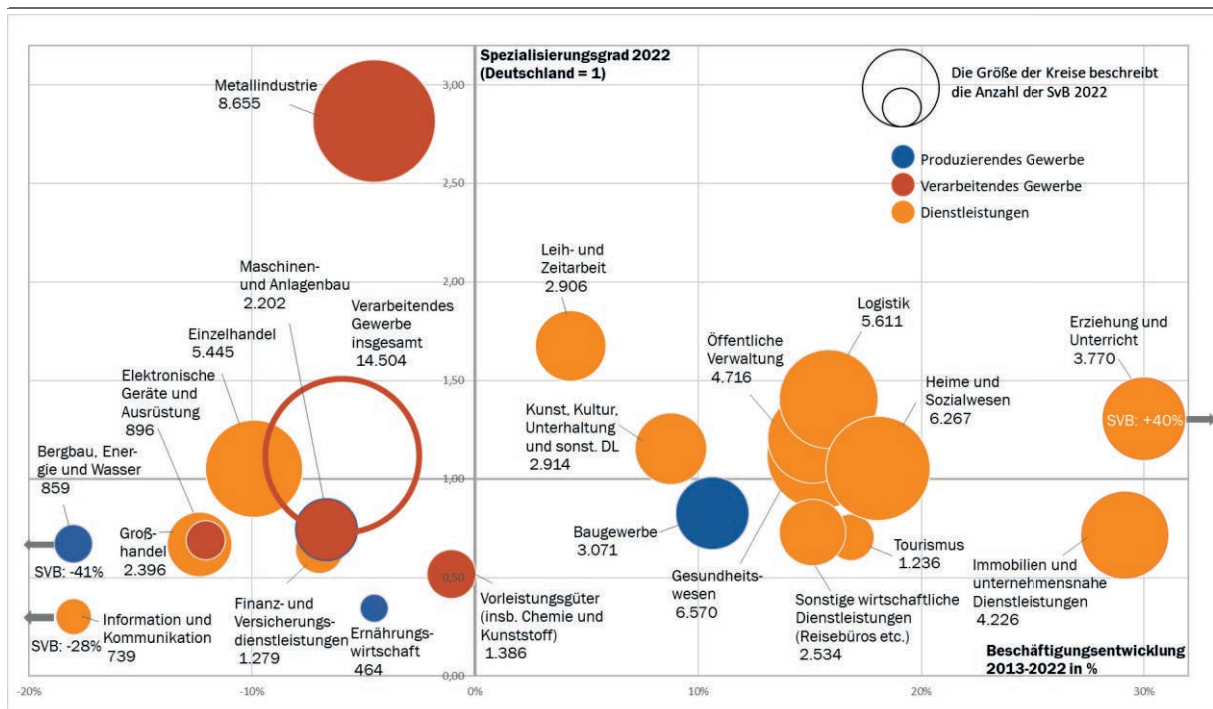 Spezialisierungsgrad 2022
(Deutschland = 1)
Die Größe der Kreise beschreibt
die Anzahl der SvB 2022
Produzierendes Gewerbe
Verarbeitendes Gewerbe
Dienstleistungen
3,00
2,50
2,00
1,50
1,00
0,50
0,00
Metallindustrie
8.655
Maschinen-
und Anlagenbau
2.202
Verarbeitendes
Gewerbe
insgesamt
14.504
Einzelhandel
5.445
Elektronische
Geräte und
Ausrüstung
896
Bergbau, Ener-
gie und Wasser
859
SVB: -41%
Groß-
handel
2.396
Information und
Kommunikation
739
SVB: -28%
Finanz- und
Versicherungs-
dienstleistungen
1.279
Ernährungs-
wirtschaft
464
Vorleistungsgüter
(insb. Chemie und
Kunststoff)
1.386
Leih- und
Zeitarbeit
2.906
Kunst, Kultur,
Unterhaltung
und sonst. DL
2.914
Baugewerbe
3.071
Öffentliche
Verwaltung
4.716
Logistik
5.611
Heime und
Sozialwesen
6.267
Erziehung und
Unterricht
3.770
SVB: +40%
Gesundheits-
wesen
6.570
Tourismus
1.236
Sonstige wirtschaftliche
Dienstleistungen
(Reisebüros etc.)
2.534
Immobilien und
unternehmensnahe
Dienstleistungen
4.226
Beschäftigungsentwicklung
2013-2022 in %
-20%
-10%
0%
10%
20%
30%